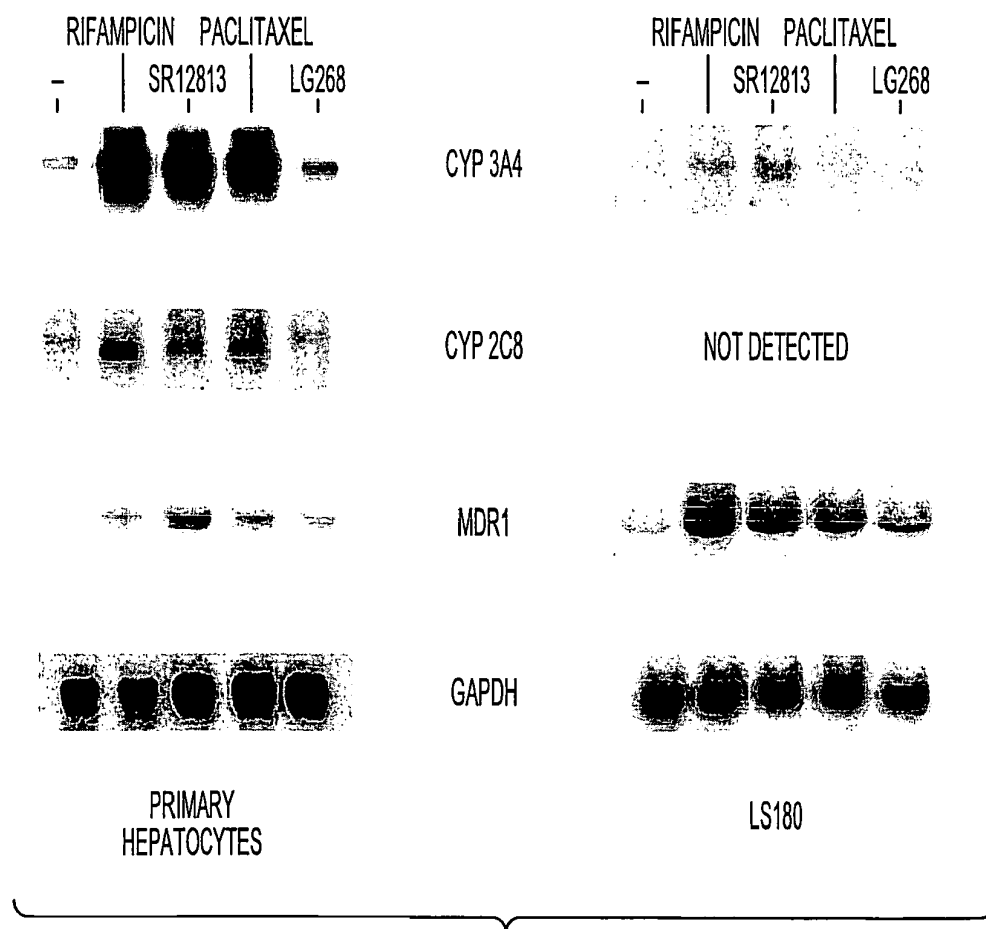 RIFAMPICIN PACLITAXEL
- SR12813 LG268
RIFAMPICIN PACLITAXEL
- SR12813 LG268
CYP 3A4
CYP 2C8
NOT DETECTED
MDR1
GAPDH
PRIMARY
HEPATOCYTES
LS180